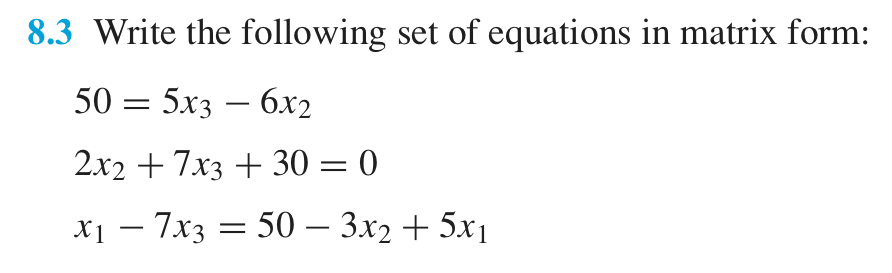 8.3 Write the following set of equations in matrix form:
50 = 5x₃ − 6x₂
2x₂ + 7x₃ + 30 = 0
x₁ − 7x₃ = 50 − 3x₂ + 5x₁